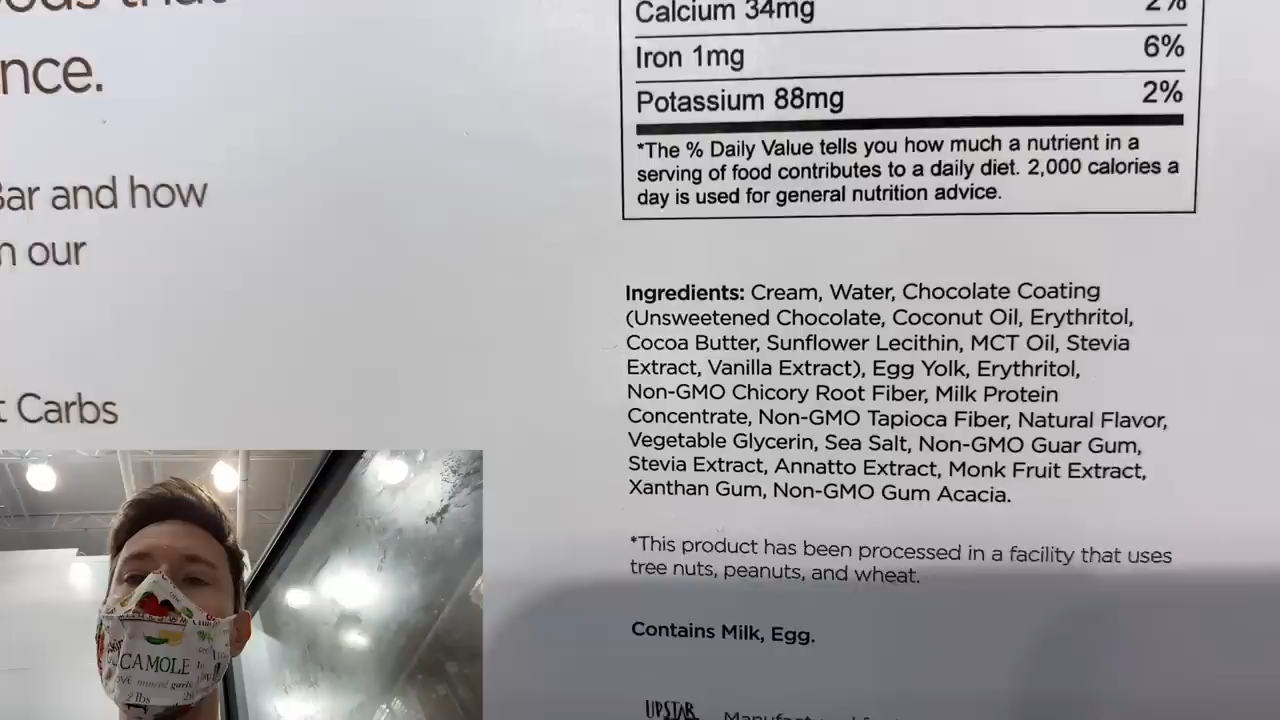 nce.
Bar and how
n our
t Carbs
Calcium 34mg 2%
Iron 1mg 6%
Potassium 88mg 2%
*The % Daily Value tells you how much a nutrient in a
serving of food contributes to a daily diet. 2,000 calories a
day is used for general nutrition advice.
Ingredients: Cream, Water, Chocolate Coating
(Unsweetened Chocolate, Coconut Oil, Erythritol,
Cocoa Butter, Sunflower Lecithin, MCT Oil, Stevia
Extract, Vanilla Extract), Egg Yolk, Erythritol,
Non-GMO Chicory Root Fiber, Milk Protein
Concentrate, Non-GMO Tapioca Fiber, Natural Flavor,
Vegetable Glycerin, Sea Salt, Non-GMO Guar Gum,
Stevia Extract, Annatto Extract, Monk Fruit Extract,
Xanthan Gum, Non-GMO Gum Acacia.
*This product has been processed in a facility that uses
tree nuts, peanuts, and wheat.
Contains Milk, Egg.
UPSTAR
CAMOLE
2 lbs